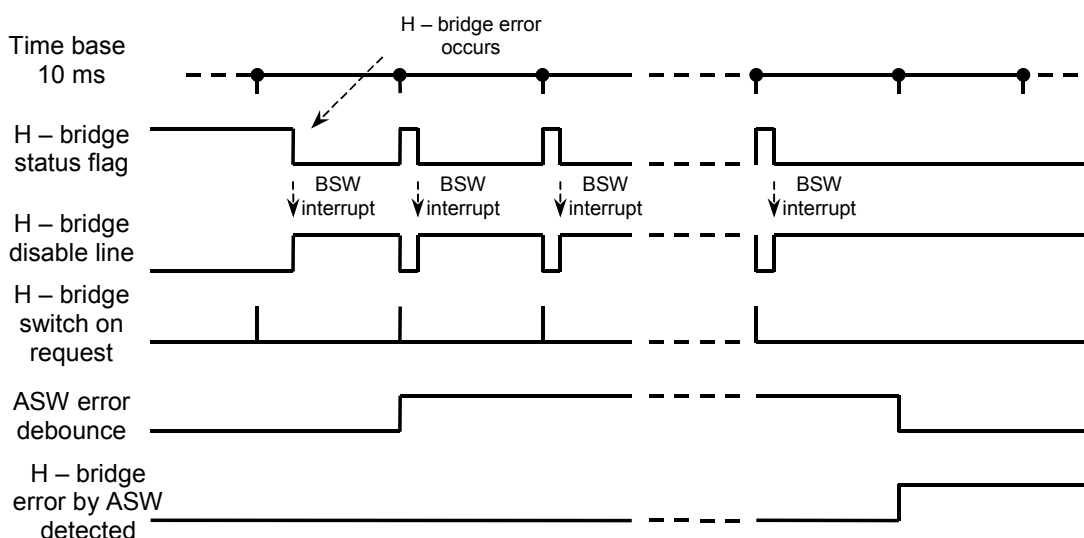 H – bridge error
occurs
Time base
10 ms
H – bridge
status flag
BSW
interrupt
BSW
interrupt
BSW
interrupt
BSW
interrupt
H – bridge
disable line
H – bridge
switch on
request
ASW error
debounce
H – bridge
error by ASW
detected